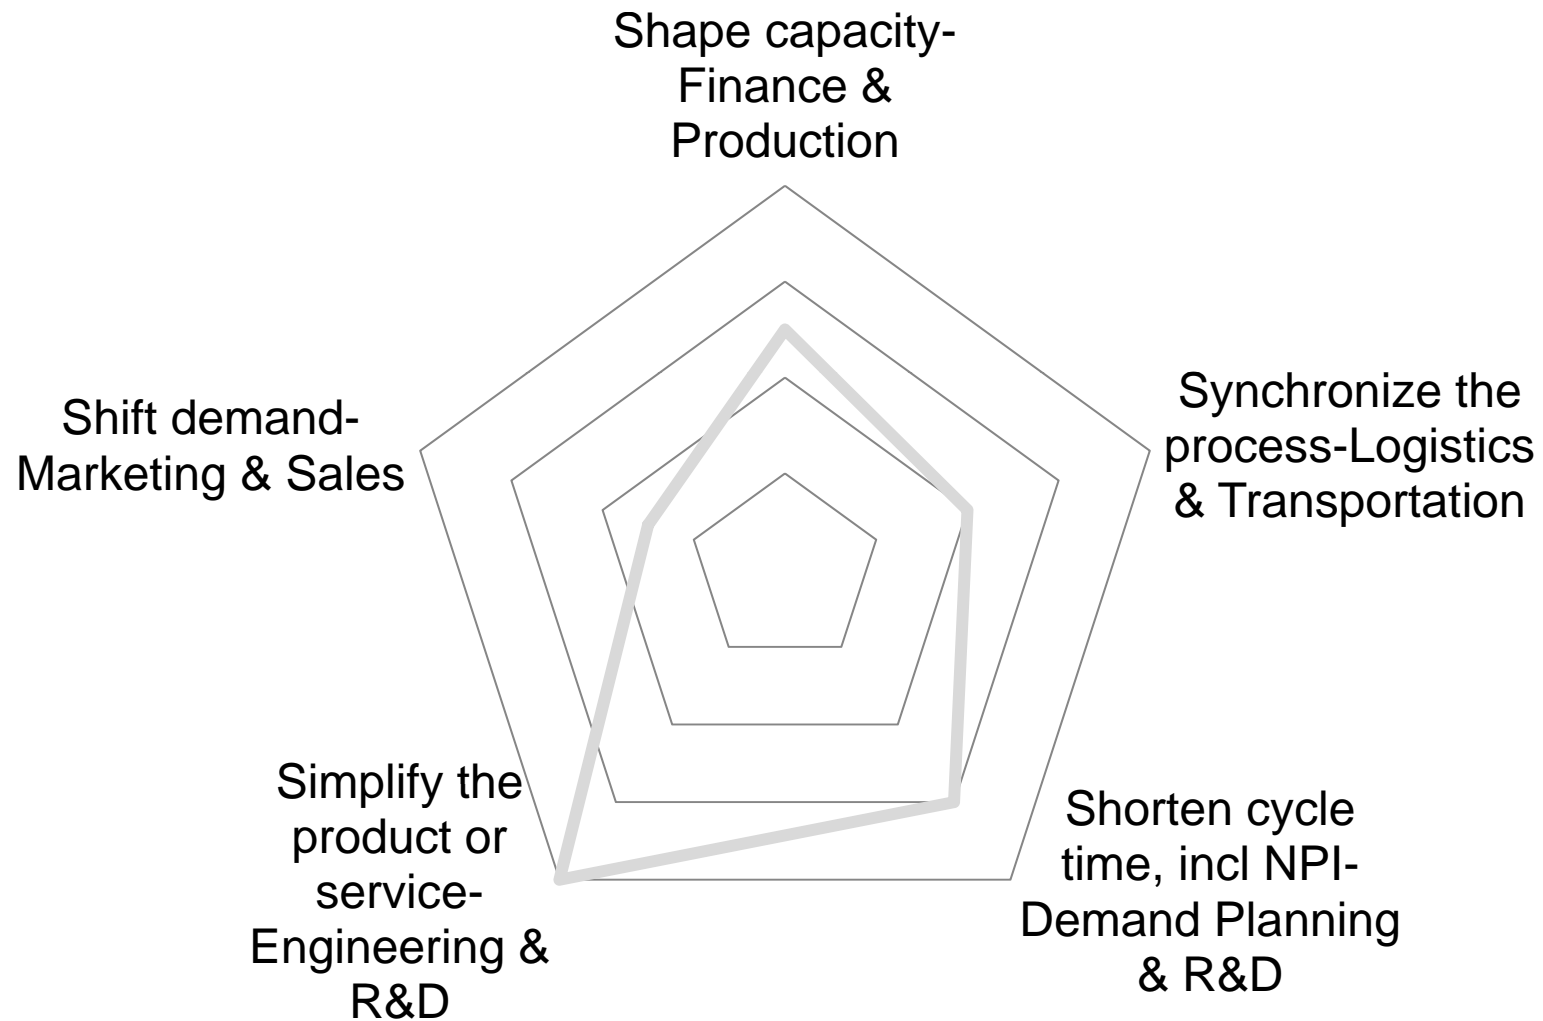 Shape capacity-
Finance &
Production
Synchronize the
process-Logistics
& Transportation
Shorten cycle
time, incl NPI-
Demand Planning
& R&D
Simplify the
product or
service-
Engineering &
R&D
Shift demand-
Marketing & Sales